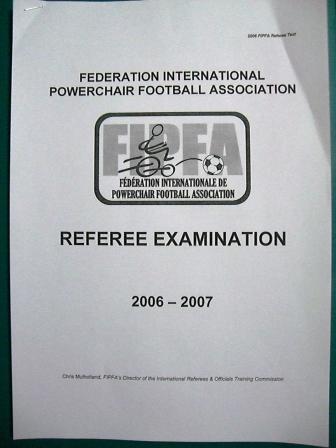 2006 FIPFA Referee Test
FEDERATION INTERNATIONAL
POWERCHAIR FOOTBALL ASSOCIATION
FIPFA
FÉDÉRATION INTERNATIONALE DE
POWERCHAIR FOOTBALL ASSOCIATION
REFEREE EXAMINATION
2006 – 2007
Chris Mulholland, FIPFA's Director of the International Referees & Officials Training Commission